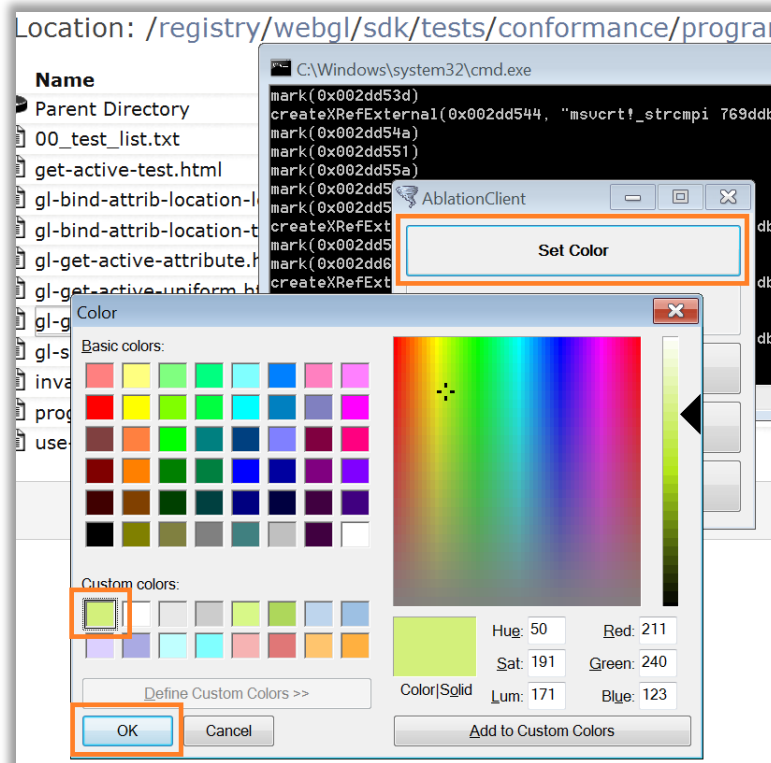 Location: /registry/webgl/sdk/tests/conformance/program
Name
Parent Directory
00_test_list.txt
get-active-test.html
gl-bind-attrib-location-l
gl-bind-attrib-location-t
gl-get-active-attribute.h
gl-get-active-uniform.ht
gl-g
gl-s
inva
prog
use-
C:\Windows\system32\cmd.exe
mark(0x002dd53d)
createXRefExternal(0x002dd544, "msvcrt!_strcmpi 769ddb
mark(0x002dd54a)
mark(0x002dd551)
mark(0x002dd55a)
mark(0x002dd5
mark(0x002dd5
createXRefExt
mark(0x002dd5
mark(0x002dd6
createXRefExt
db
db
db
AblationClient
Set Color
Color
Basic colors:
Custom colors:
Define Custom Colors >>
OK
Cancel
Color|Solid
Hue: 50
Sat: 191
Lum: 171
Red: 211
Green: 240
Blue: 123
Add to Custom Colors